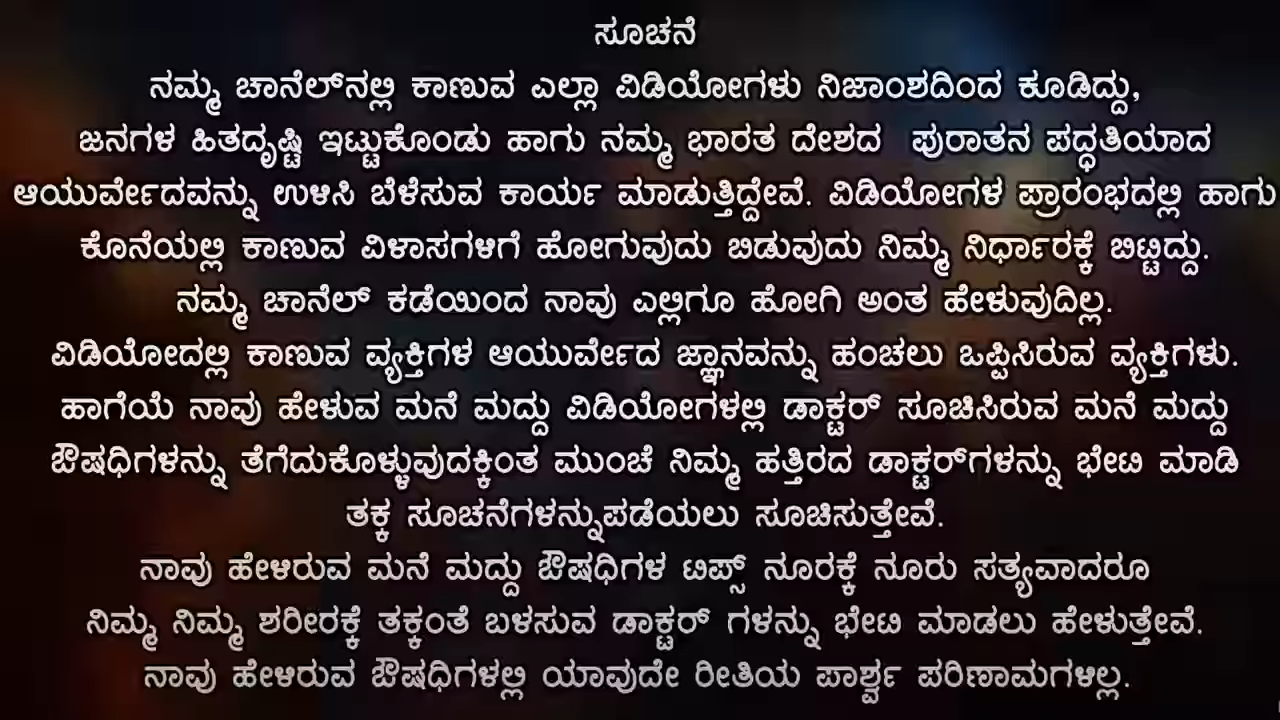 ಸೂಚನೆ
ನಮ್ಮ ಚಾನೆಲ್‌ನಲ್ಲಿ ಕಾಣುವ ಎಲ್ಲಾ ವಿಡಿಯೋಗಳು ನಿಜಾಂಶದಿಂದ ಕೂಡಿದ್ದು,
ಜನಗಳ ಹಿತದೃಷ್ಟಿ ಇಟ್ಟುಕೊಂಡು ಹಾಗು ನಮ್ಮ ಭಾರತ ದೇಶದ ಪುರಾತನ ಪದ್ಧತಿಯಾದ
ಆಯುರ್ವೇದವನ್ನು ಉಳಿಸಿ ಬೆಳೆಸುವ ಕಾರ್ಯ ಮಾಡುತ್ತಿದ್ದೇವೆ. ವಿಡಿಯೋಗಳ ಪ್ರಾರಂಭದಲ್ಲಿ ಹಾಗು
ಕೊನೆಯಲ್ಲಿ ಕಾಣುವ ವಿಳಾಸಗಳಿಗೆ ಹೋಗುವುದು ಬಿಡುವುದು ನಿಮ್ಮ ನಿರ್ಧಾರಕ್ಕೆ ಬಿಟ್ಟಿದ್ದು.
ನಮ್ಮ ಚಾನೆಲ್ ಕಡೆಯಿಂದ ನಾವು ಎಲ್ಲಿಗೂ ಹೋಗಿ ಅಂತ ಹೇಳುವುದಿಲ್ಲ.
ವಿಡಿಯೋದಲ್ಲಿ ಕಾಣುವ ವ್ಯಕ್ತಿಗಳ ಆಯುರ್ವೇದ ಜ್ಞಾನವನ್ನು ಹಂಚಲು ಒಪ್ಪಿಸಿರುವ ವ್ಯಕ್ತಿಗಳು.
ಹಾಗೆಯೆ ನಾವು ಹೇಳುವ ಮನೆ ಮದ್ದು ವಿಡಿಯೋಗಳಲ್ಲಿ ಡಾಕ್ಟರ್ ಸೂಚಿಸಿರುವ ಮನೆ ಮದ್ದು
ಔಷಧಿಗಳನ್ನು ತೆಗೆದುಕೊಳ್ಳುವುದಕ್ಕಿಂತ ಮುಂಚೆ ನಿಮ್ಮ ಹತ್ತಿರದ ಡಾಕ್ಟರ್‌ಗಳನ್ನು ಭೇಟಿ ಮಾಡಿ
ತಕ್ಕ ಸೂಚನೆಗಳನ್ನುಪಡೆಯಲು ಸೂಚಿಸುತ್ತೇವೆ.
ನಾವು ಹೇಳಿರುವ ಮನೆ ಮದ್ದು ಔಷಧಿಗಳ ಟಿಪ್ಸ್ ನೂರಕ್ಕೆ ನೂರು ಸತ್ಯವಾದರೂ
ನಿಮ್ಮ ನಿಮ್ಮ ಶರೀರಕ್ಕೆ ತಕ್ಕಂತೆ ಬಳಸುವ ಡಾಕ್ಟರ್ ಗಳನ್ನು ಭೇಟಿ ಮಾಡಲು ಹೇಳುತ್ತೇವೆ.
ನಾವು ಹೇಳಿರುವ ಔಷಧಿಗಳಲ್ಲಿ ಯಾವುದೇ ರೀತಿಯ ಪಾರ್ಶ್ವ ಪರಿಣಾಮಗಳಿಲ್ಲ.